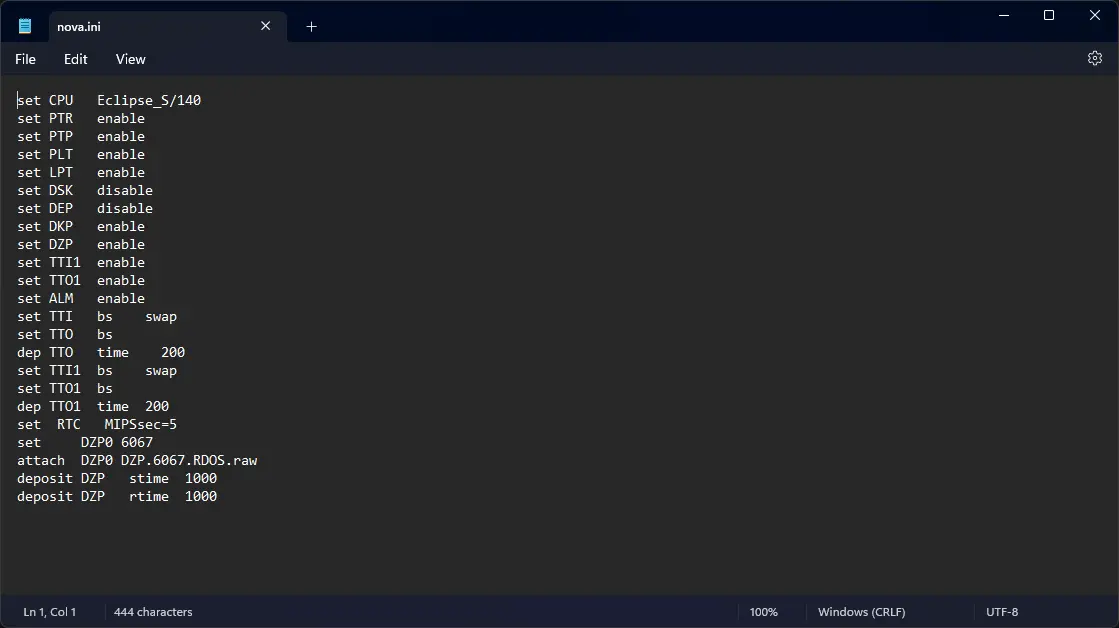 nova.ini
File Edit View
set CPU   Eclipse_S/140
set PTR   enable
set PTP   enable
set PLT   enable
set LPT   enable
set DSK   disable
set DEP   disable
set DKP   enable
set DZP   enable
set TTI1  enable
set TTO1  enable
set ALM   enable
set TTI   bs    swap
set TTO   bs
dep TTO   time    200
set TTI1  bs    swap
set TTO1  bs
dep TTO1  time  200
set  RTC   MIPSsec=5
set     DZP0 6067
attach  DZP0 DZP.6067.RDOS.raw
deposit DZP   stime  1000
deposit DZP   rtime  1000
Ln 1, Col 1 444 characters 100% Windows (CRLF) UTF-8